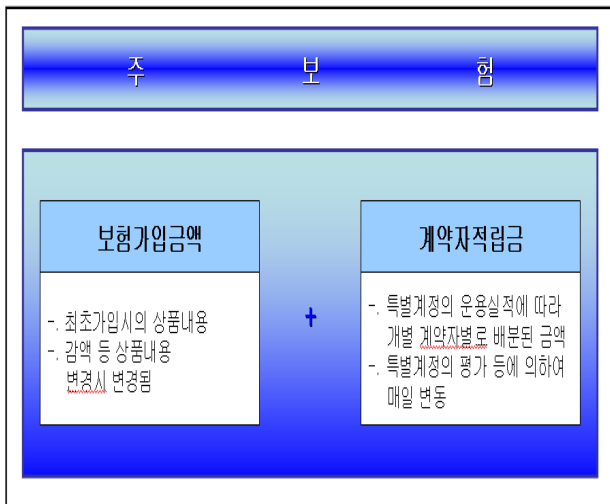 주 보 험
보험가입금액
-. 최초가입시의 상품내용
-. 감액 등 상품내용
변경시 변경됨
+
계약자적립금
-. 특별계정의 운용실적에 따라
개별 계약자별로 배분된 금액
-. 특별계정의 평가 등에 의하여
매일 변동